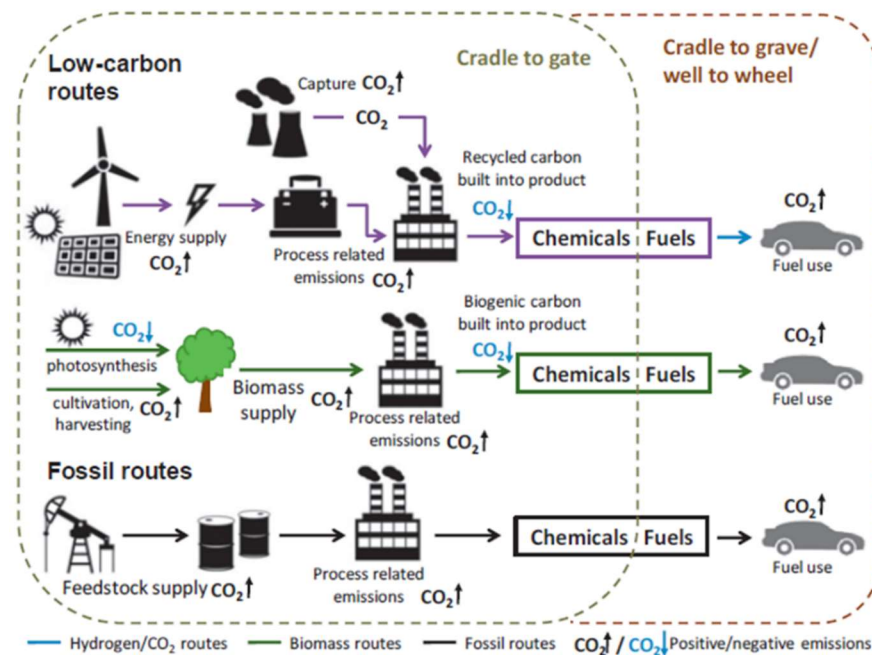 Low-carbon
routes
Cradle to gate
Cradle to grave/
well to wheel
Capture CO₂↑
CO₂
Energy supply
CO₂↑
Process related
emissions CO₂↑
Recycled carbon
built into product
CO₂↓
Chemicals Fuels
CO₂↑
Fuel use
CO₂↓
photosynthesis
cultivation,
harvesting CO₂↑
Biomass
supply CO₂↑
Process related
emissions CO₂↑
Biogenic carbon
built into product
CO₂↓
Chemicals Fuels
CO₂↑
Fuel use
Fossil routes
Feedstock supply CO₂↑
Process related
emissions CO₂↑
Chemicals Fuels
CO₂↑
Fuel use
Hydrogen/CO₂ routes Biomass routes Fossil routes CO₂↑ / CO₂↓ Positive/negative emissions